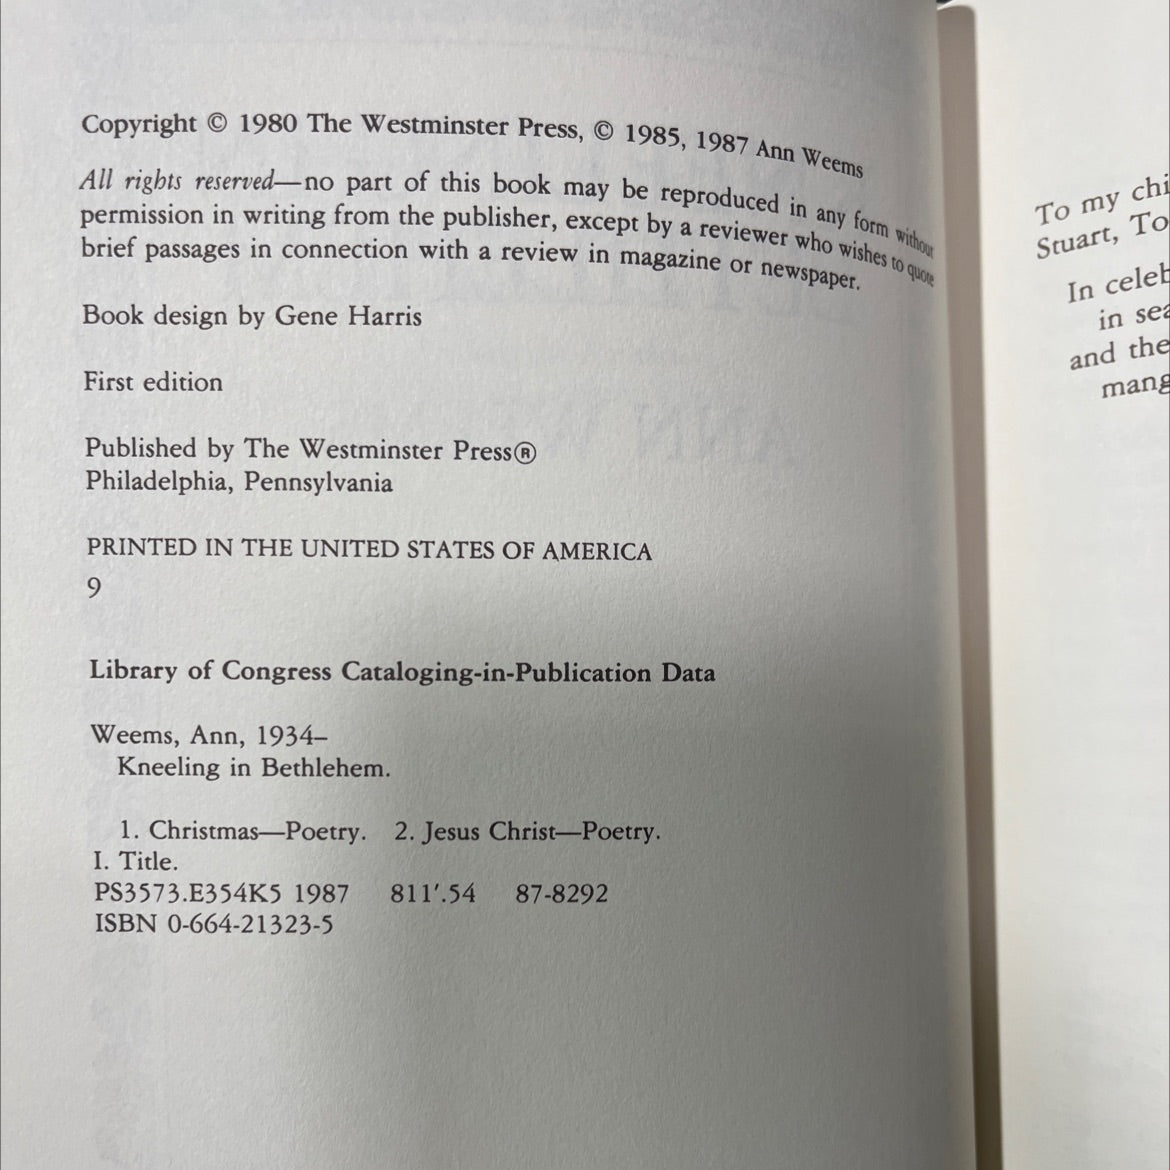 Copyright © 1980 The Westminster Press, © 1985, 1987 Ann Weems
All rights reserved—no part of this book may be reproduced in any form without
permission in writing from the publisher, except by a reviewer who wishes to quote
brief passages in connection with a review in magazine or newspaper.
Book design by Gene Harris
First edition
Published by The Westminster Press®
Philadelphia, Pennsylvania
PRINTED IN THE UNITED STATES OF AMERICA
9
Library of Congress Cataloging-in-Publication Data
Weems, Ann, 1934–
Kneeling in Bethlehem.
1. Christmas—Poetry. 2. Jesus Christ—Poetry.
I. Title.
PS3573.E354K5 1987 811′.54 87-8292
ISBN 0-664-21323-5
To my
Stuart,
In
in
and the